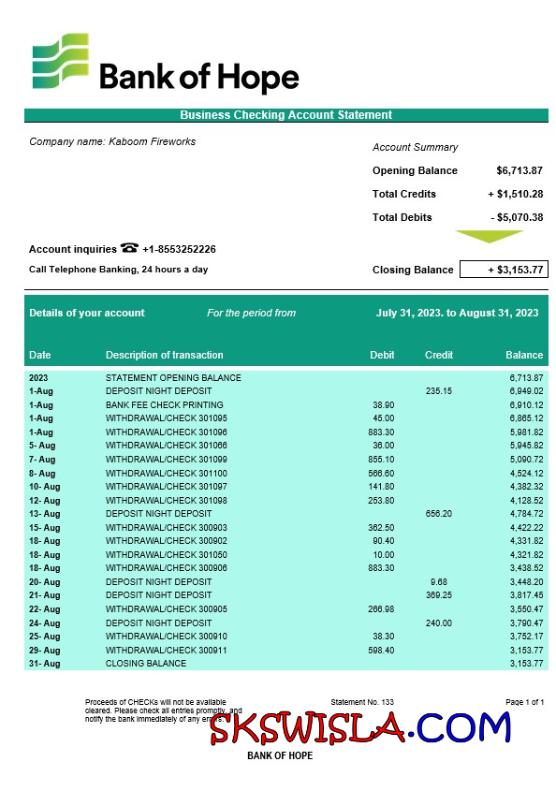 Bank of Hope
Business Checking Account Statement
Company name: Kaboom Fireworks
Account Summary
Opening Balance $6,713.87
Total Credits + $1,510.28
Total Debits - $5,070.38
Account inquiries ☎ +1-8553252226
Call Telephone Banking, 24 hours a day
Closing Balance + $3,153.77
Details of your account For the period from July 31, 2023. to August 31, 2023
Date Description of transaction Debit Credit Balance
2023 STATEMENT OPENING BALANCE 6,713.87
1-Aug DEPOSIT NIGHT DEPOSIT 235.15 6,949.02
1-Aug BANK FEE CHECK PRINTING 38.90 6,910.12
1-Aug WITHDRAWAL/CHECK 301095 45.00 6,865.12
1-Aug WITHDRAWAL/CHECK 301096 883.30 5,981.82
5- Aug WITHDRAWAL/CHECK 301066 36.00 5,945.82
7- Aug WITHDRAWAL/CHECK 301099 855.10 5,090.72
8- Aug WITHDRAWAL/CHECK 301100 566.60 4,524.12
10- Aug WITHDRAWAL/CHECK 301097 141.80 4,382.32
12- Aug WITHDRAWAL/CHECK 301098 253.80 4,128.52
13- Aug DEPOSIT NIGHT DEPOSIT 656.20 4,784.72
15- Aug WITHDRAWAL/CHECK 300903 362.50 4,422.22
18- Aug WITHDRAWAL/CHECK 300902 90.40 4,331.82
18- Aug WITHDRAWAL/CHECK 301050 10.00 4,321.82
18- Aug WITHDRAWAL/CHECK 300906 883.30 3,438.52
20- Aug DEPOSIT NIGHT DEPOSIT 9.68 3,448.20
21- Aug DEPOSIT NIGHT DEPOSIT 369.25 3,817.45
22- Aug WITHDRAWAL/CHECK 300905 266.98 3,550.47
24- Aug DEPOSIT NIGHT DEPOSIT 240.00 3,790.47
25- Aug WITHDRAWAL/CHECK 300910 38.30 3,752.17
29- Aug WITHDRAWAL/CHECK 300911 598.40 3,153.77
31- Aug CLOSING BALANCE 3,153.77
Proceeds of CHECKs will not be available Statement No. 133 Page 1 of 1
cleared. Please check all entries promptly, and
notify the bank immediately of any
SKSWISLA.COM
BANK OF HOPE